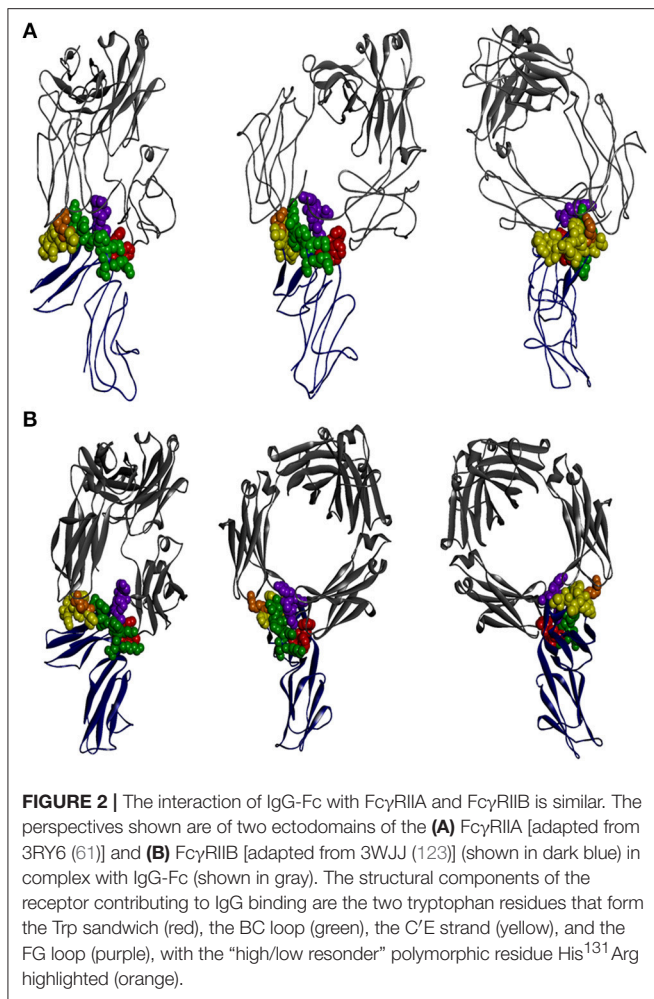 A
B
FIGURE 2 | The interaction of IgG-Fc with FcγRIIA and FcγRIIB is similar. The
perspectives shown are of two ectodomains of the (A) FcγRIIA [adapted from
3RY6 (61)] and (B) FcγRIIB [adapted from 3WJJ (123)] (shown in dark blue) in
complex with IgG-Fc (shown in gray). The structural components of the
receptor contributing to IgG binding are the two tryptophan residues that form
the Trp sandwich (red), the BC loop (green), the C′E strand (yellow), and the
FG loop (purple), with the “high/low resonder” polymorphic residue His131Arg
highlighted (orange).